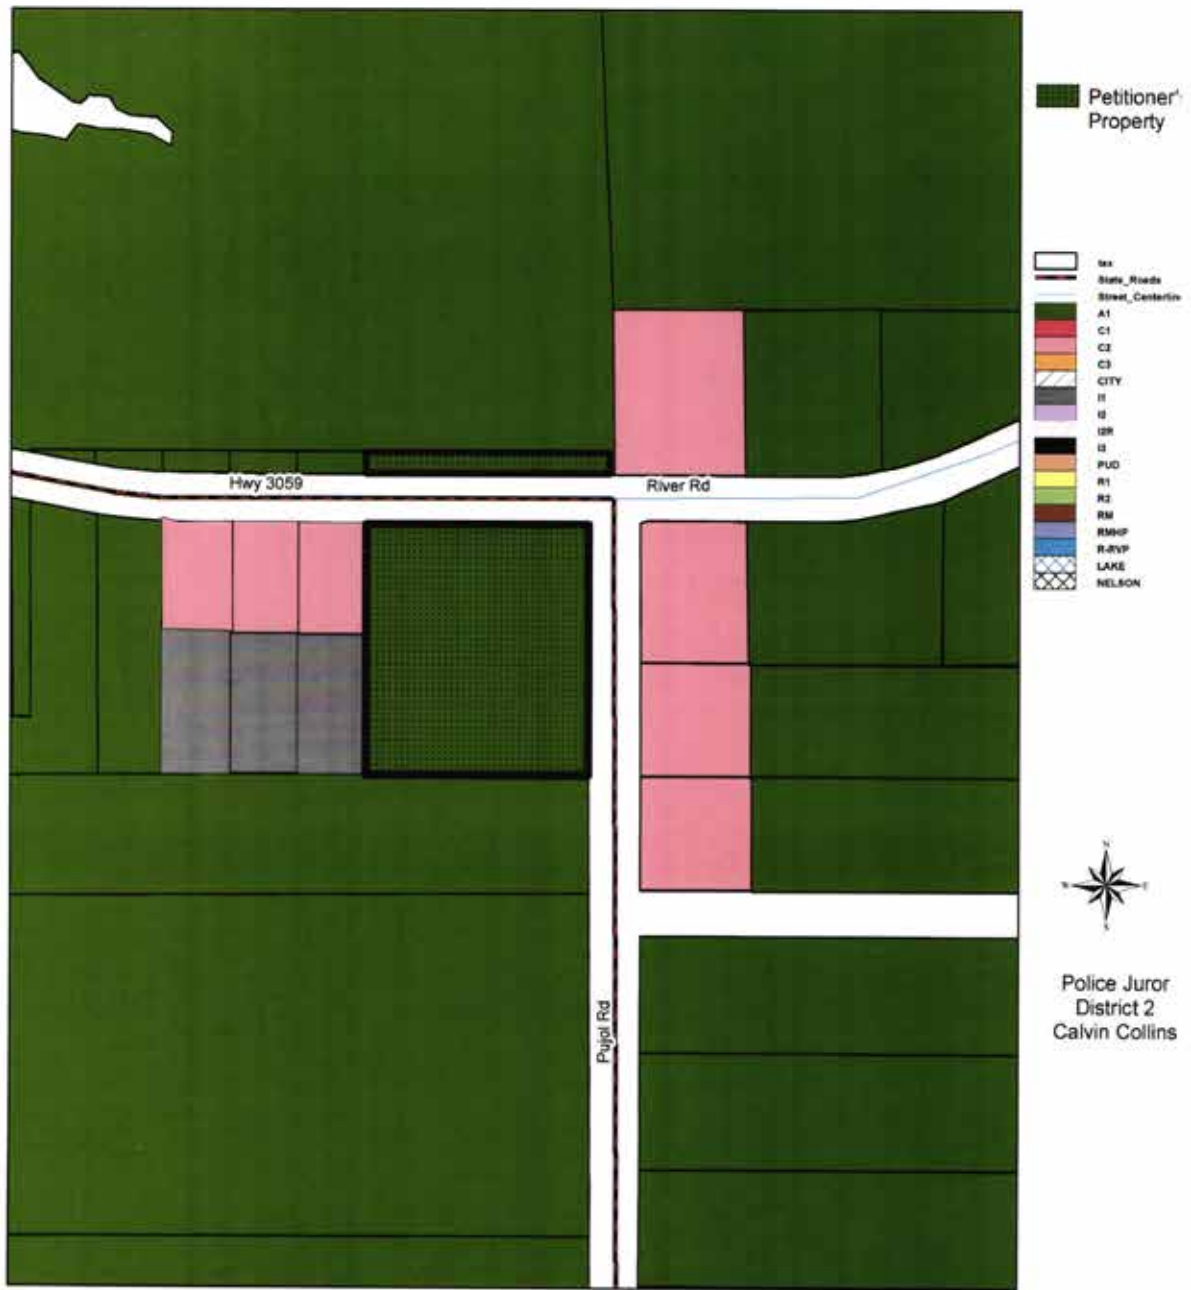 Petitioner'
Property
tax
State_Roads
Street_Centerlin
A1
C1
C2
C3
CITY
I1
I2
I2R
I3
PUD
R1
R2
RM
RMHP
R-RVP
LAKE
NELSON
Hwy 3059
River Rd
Pujol Rd
N
W
E
S
Police Juror
District 2
Calvin Collins